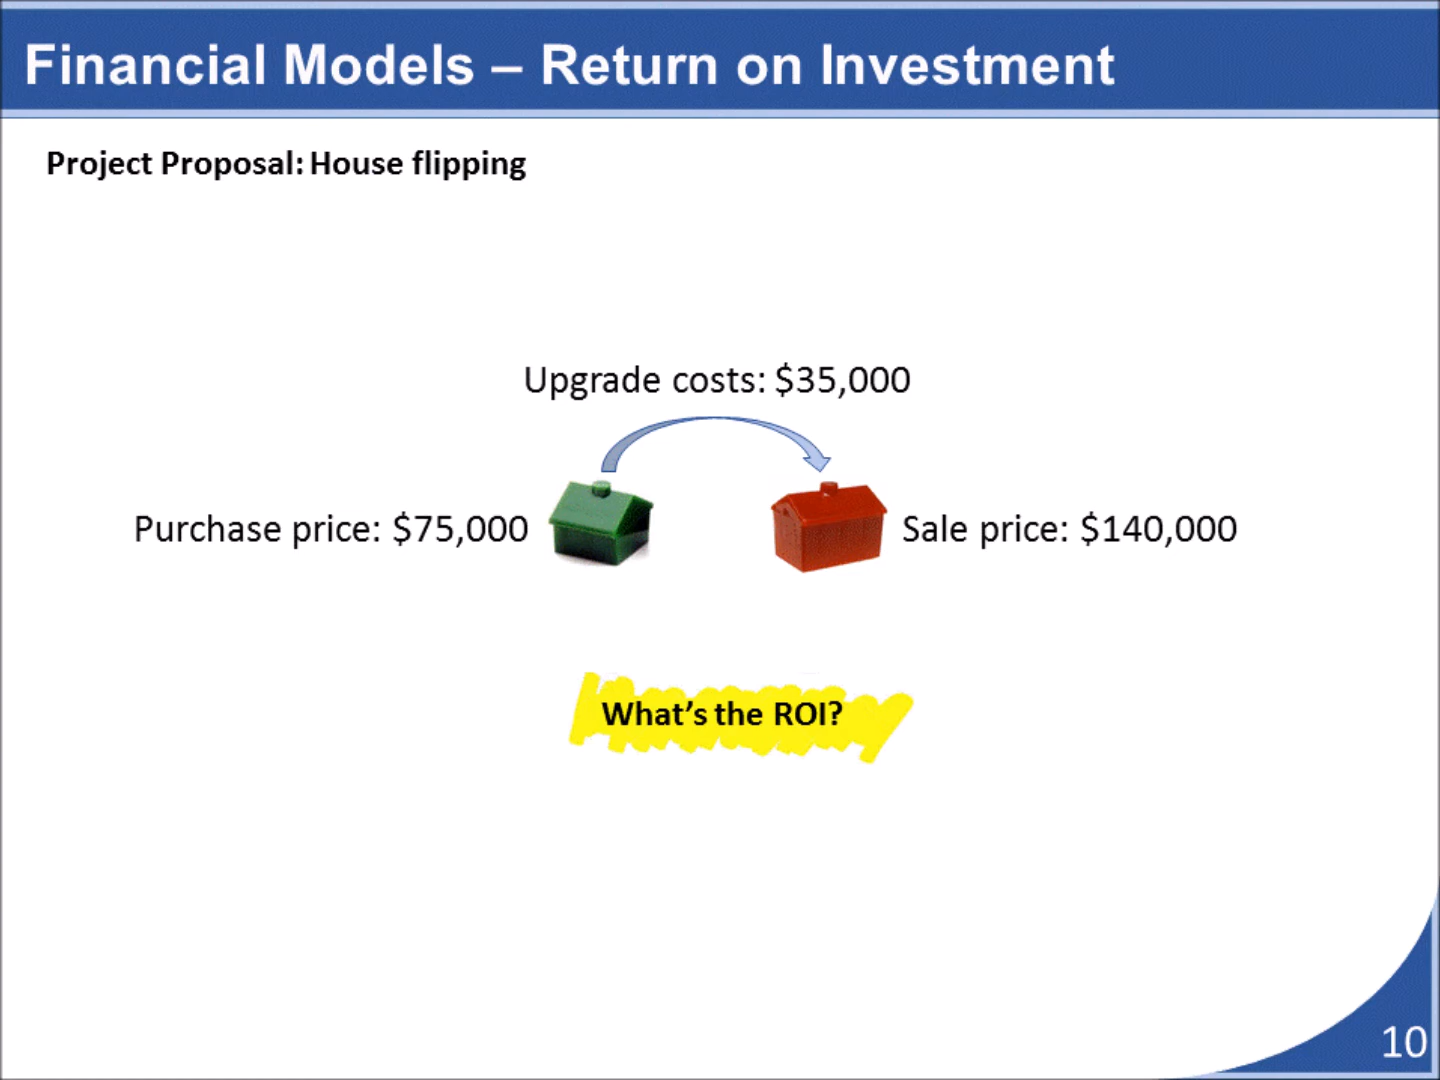 Financial Models – Return on Investment
Project Proposal: House flipping
Upgrade costs: $35,000
Purchase price: $75,000
Sale price: $140,000
What's the ROI?
10